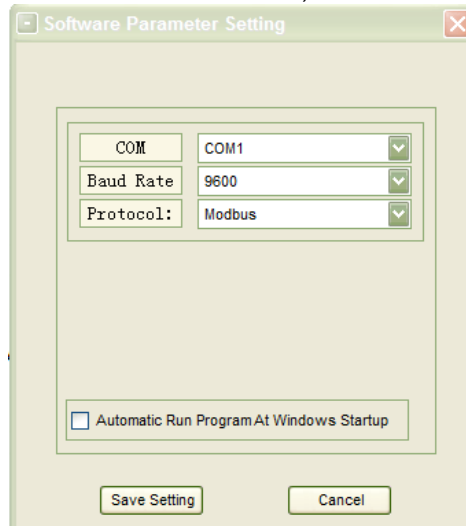 Software Parameter Setting
COM COM1
Baud Rate 9600
Protocol: Modbus
Automatic Run Program At Windows Startup
Save Setting Cancel